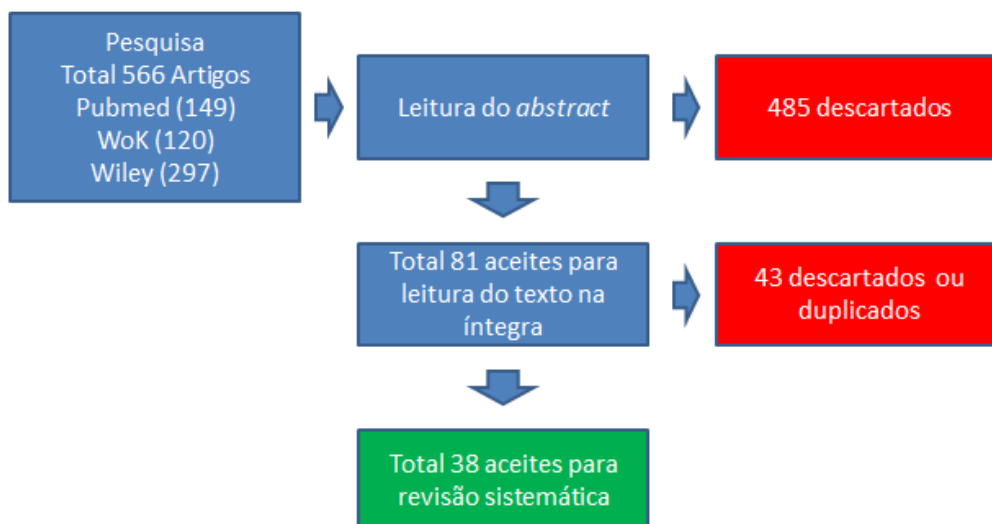 Pesquisa
Total 566 Artigos
Pubmed (149)
WoK (120)
Wiley (297)
Leitura do abstract
485 descartados
Total 81 aceites para
leitura do texto na
íntegra
43 descartados ou
duplicados
Total 38 aceites para
revisão sistemática